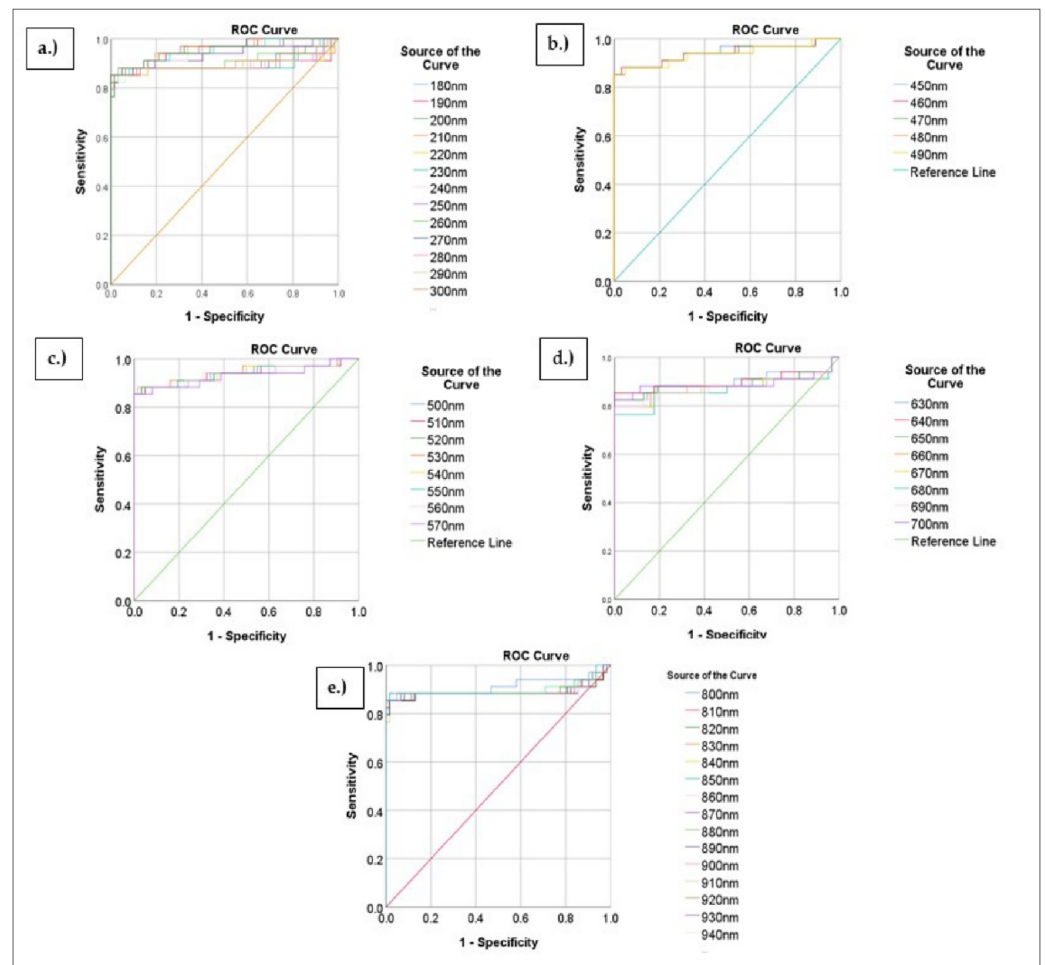 a.)
ROC Curve
1.0
0.8
0.6
0.4
0.2
0.0
0.0 0.2 0.4 0.6 0.8 1.0
Sensitivity
1 - Specificity
Source of the
Curve
180nm
190nm
200nm
210nm
220nm
230nm
240nm
250nm
260nm
270nm
280nm
290nm
300nm
b.)
ROC Curve
1.0
0.8
0.6
0.4
0.2
0.0
0.0 0.2 0.4 0.6 0.8 1.0
Sensitivity
1 - Specificity
Source of the
Curve
450nm
460nm
470nm
480nm
490nm
Reference Line
c.)
ROC Curve
1.0
0.8
0.6
0.4
0.2
0.0
0.0 0.2 0.4 0.6 0.8 1.0
Sensitivity
1 - Specificity
Source of the
Curve
500nm
510nm
520nm
530nm
540nm
550nm
560nm
570nm
Reference Line
d.)
ROC Curve
1.0
0.8
0.6
0.4
0.2
0.0
0.0 0.2 0.4 0.6 0.8 1.0
Sensitivity
1 - Specificity
Source of the
Curve
630nm
640nm
650nm
660nm
670nm
680nm
690nm
700nm
Reference Line
e.)
ROC Curve
1.0
0.8
0.6
0.4
0.2
0.0
0.0 0.2 0.4 0.6 0.8 1.0
Sensitivity
1 - Specificity
Source of the Curve
800nm
810nm
820nm
830nm
840nm
850nm
860nm
870nm
880nm
890nm
900nm
910nm
920nm
930nm
940nm